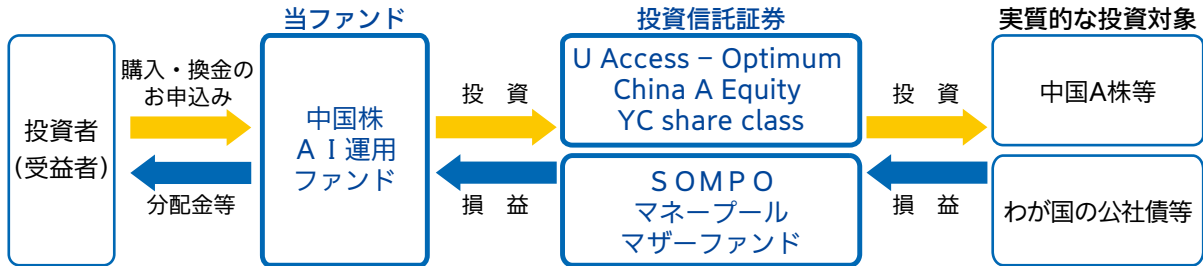 当ファンド
投資信託証券
実質的な投資対象
投資者
(受益者)
購入・換金の
お申込み
分配金等
中国株
ＡＩ運用
ファンド
投　資
損　益
U Access – Optimum
China A Equity
YC share class
ＳＯＭＰＯ
マネープール
マザーファンド
投　資
損　益
中国A株等
わが国の公社債等